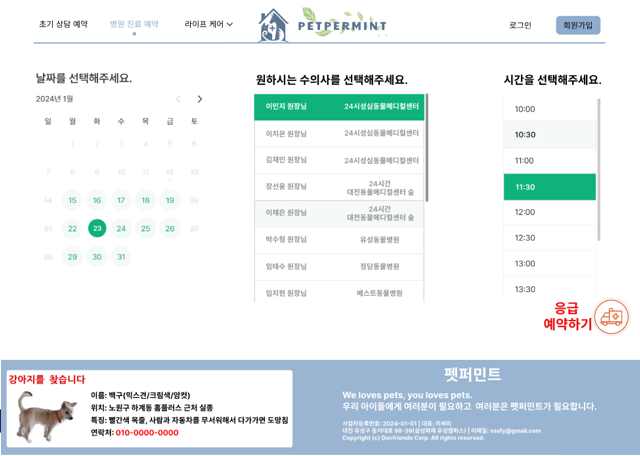 초기 상담 예약
병원 진료 예약
라이프 케어
PETPERMINT
로그인
회원가입
날짜를 선택해주세요.
2024년 1월
일 월 화 수 목 금 토
1 2 3 4 5 6
7 8 9 10 11 12 13
14 15 16 17 18 19 20
21 22 23 24 25 26 27
28 29 30 31
원하시는 수의사를 선택해주세요.
이민지 원장님 24시성심동물메디컬센터
이지은 원장님 24시성심동물메디컬센터
김재민 원장님 24시성심동물메디컬센터
장선웅 원장님 24시간
대전동물메디컬센터 숲
이채은 원장님 24시간
대전동물메디컬센터 숲
박수형 원장님 유성동물병원
임태수 원장님 정담동물병원
임지현 원장님 베스트동물병원
시간을 선택해주세요.
10:00
10:30
11:00
11:30
12:00
12:30
13:00
13:30
응급
예약하기
강아지를 찾습니다
이름: 백구(믹스견/크림색/암컷)
위치: 노원구 하계동 홈플러스 근처 실종
특징: 빨간색 목줄, 사람과 자동차를 무서워해서 다가가면 도망침
연락처: 010-0000-0000
펫퍼민트
We loves pets, you loves pets.
우리 아이들에게 여러분이 필요하고 여러분은 펫퍼민트가 필요합니다.
사업자등록번호: 2024-01-01 | 대표: 이싸피
대전 유성구 동서대로 98-39(삼성화재 유성캠퍼스) | 이메일: ssafy@gmail.com
Copyright (c) Dncfriends Corp. All rights reserved.